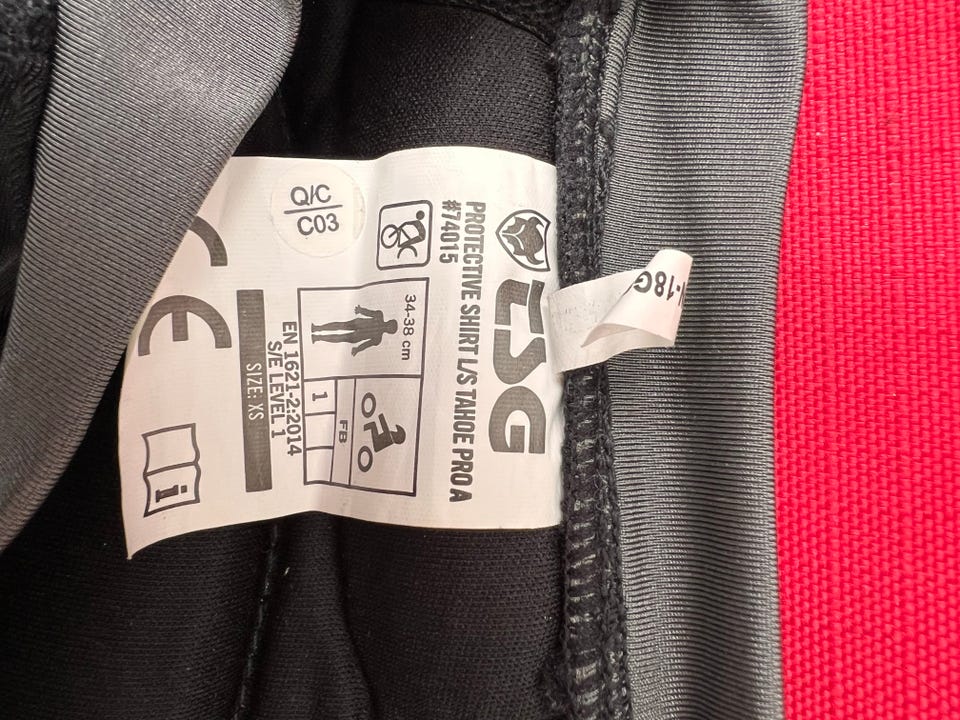 TSG
PROTECTIVE SHIRT L/S TAHOE PRO A
#74015
34-38 cm
FB
1
EN 1621-2:2014
S/E LEVEL 1
SIZE: XS
CE
i
Q/C
C03
-18G